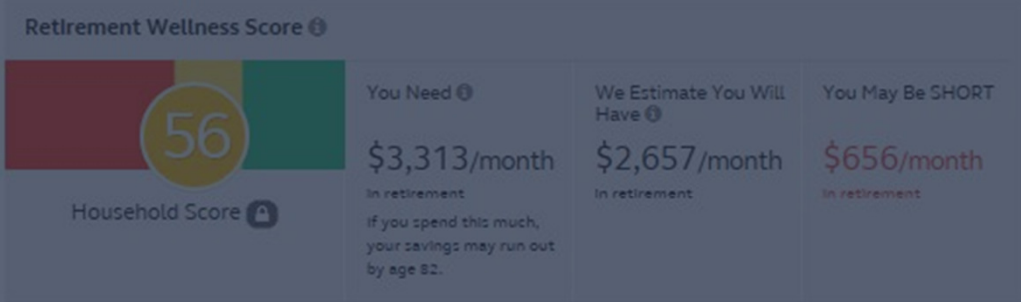 Retirement Wellness Score
56
Household Score
You Need
$3,313/month
in retirement
if you spend this much,
your savings may run out
by age 82.
We Estimate You Will
Have
$2,657/month
in retirement
You May Be SHORT
$656/month
in retirement